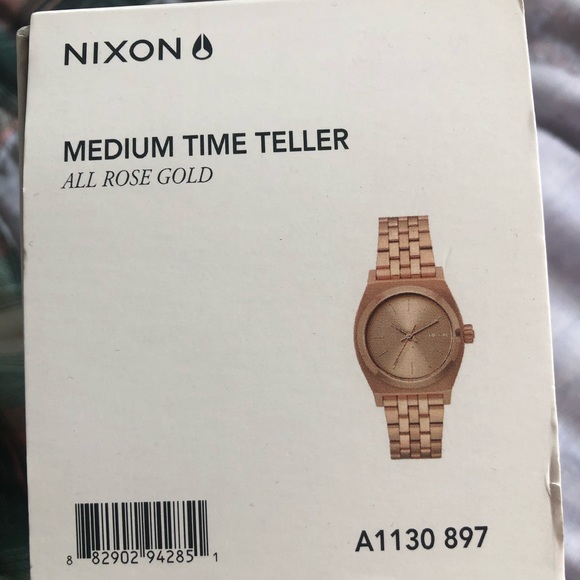 NIXON
MEDIUM TIME TELLER
ALL ROSE GOLD
8 82902 94285 1
A1130 897